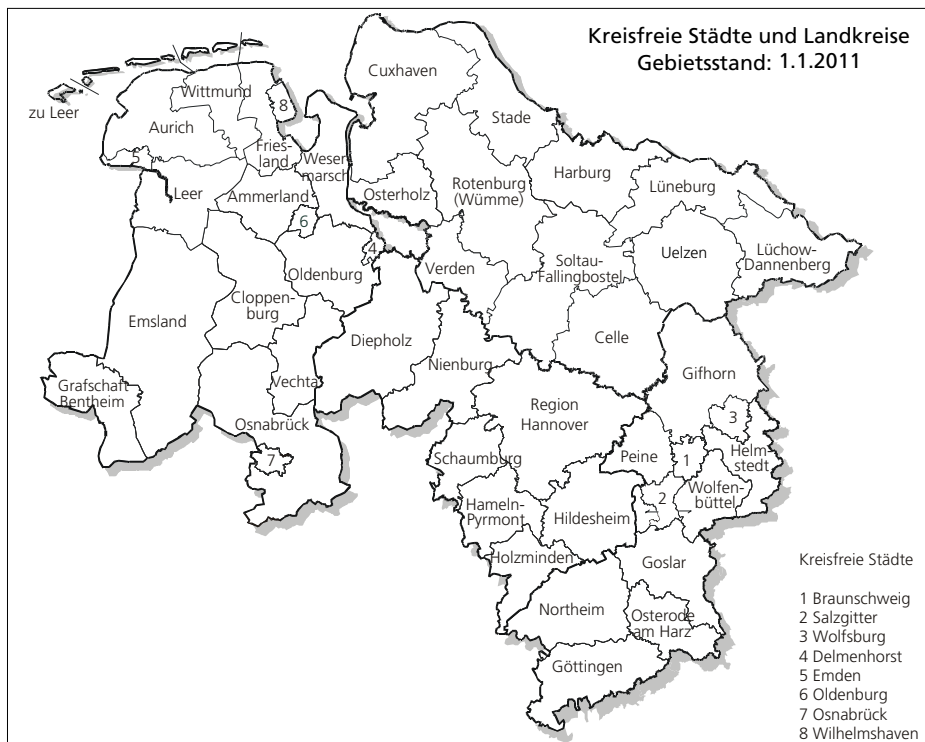 Kreisfreie Städte und Landkreise
Gebietsstand: 1.1.2011
zu Leer
Cuxhaven
Wittmund
8
Stade
Aurich
5
Fries-
land
Weser-
marsch
Harburg
Lüneburg
Leer
Ammerland
Osterholz
Rotenburg
(Wümme)
6
4
Oldenburg
Verden
Soltau-
Fallingbostel
Uelzen
Lüchow-
Dannenberg
Cloppen-
burg
Emsland
Diepholz
Celle
Nienburg
Grafschaft
Bentheim
Vechta
Gifhorn
Region
Hannover
3
Osnabrück
7
Schaumburg
Peine
1
Helm-
stedt
2
Wolfen-
büttel
Hameln-
Pyrmont
Hildesheim
Holzminden
Goslar
Northeim
Osterode
am Harz
Göttingen
Kreisfreie Städte
1 Braunschweig
2 Salzgitter
3 Wolfsburg
4 Delmenhorst
5 Emden
6 Oldenburg
7 Osnabrück
8 Wilhelmshaven